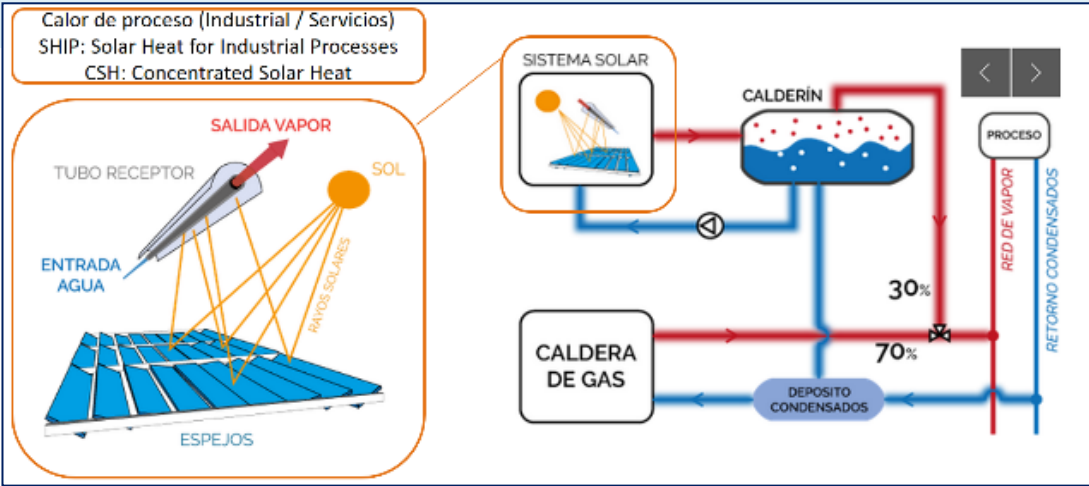 Calor de proceso (Industrial / Servicios)
SHIP: Solar Heat for Industrial Processes
CSH: Concentrated Solar Heat
SALIDA VAPOR
TUBO RECEPTOR
SOL
ENTRADA
AGUA
RAYOS SOLARES
ESPEJOS
SISTEMA SOLAR
CALDERÍN
PROCESO
RED DE VAPOR
RETORNO CONDENSADOS
30%
70%
CALDERA
DE GAS
DEPOSITO
CONDENSADOS